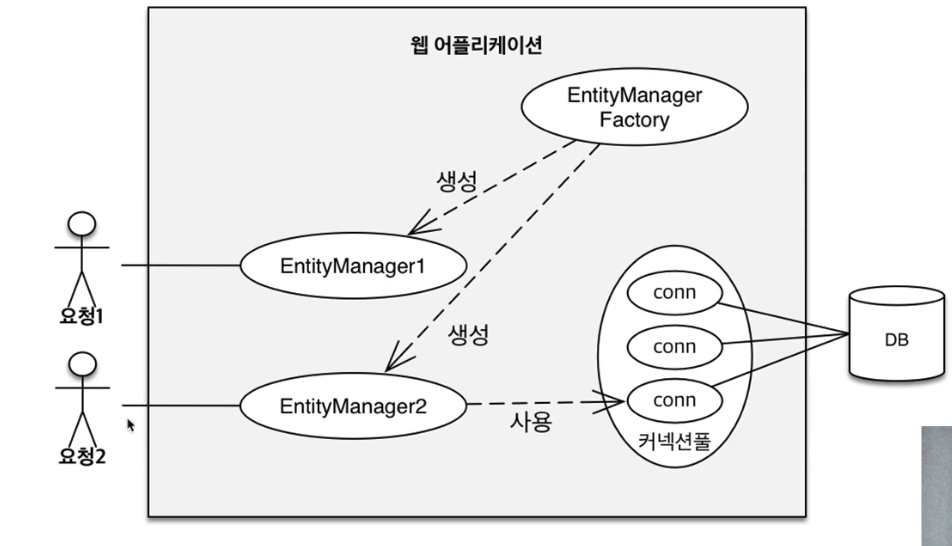 웹 어플리케이션
EntityManager
Factory
생성
EntityManager1
요청1
conn
생성
conn
DB
EntityManager2
conn
사용
커넥션풀
요청2